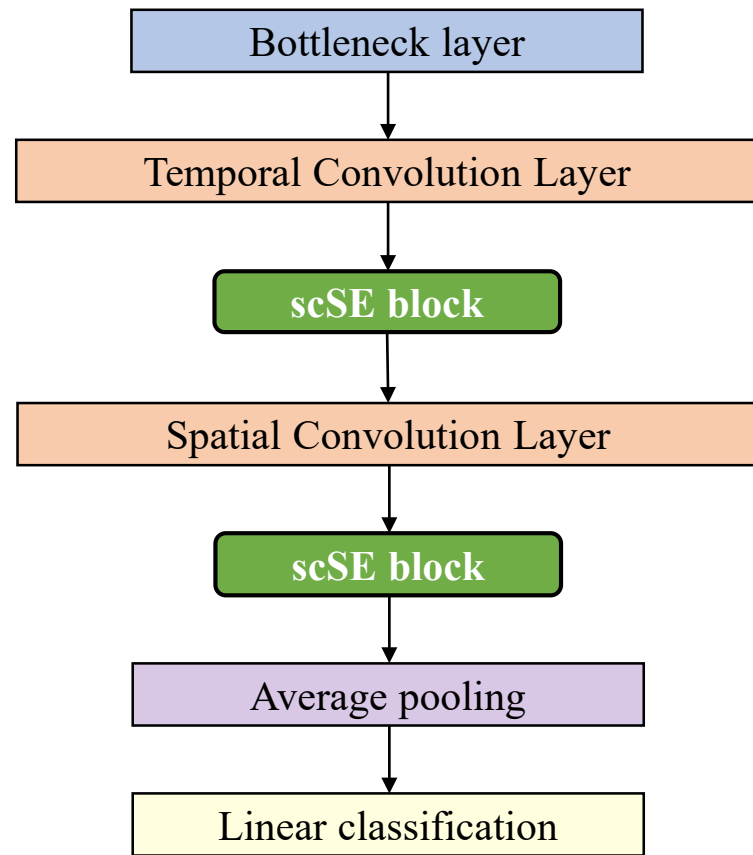 Bottleneck layer
Temporal Convolution Layer
scSE block
Spatial Convolution Layer
scSE block
Average pooling
Linear classification